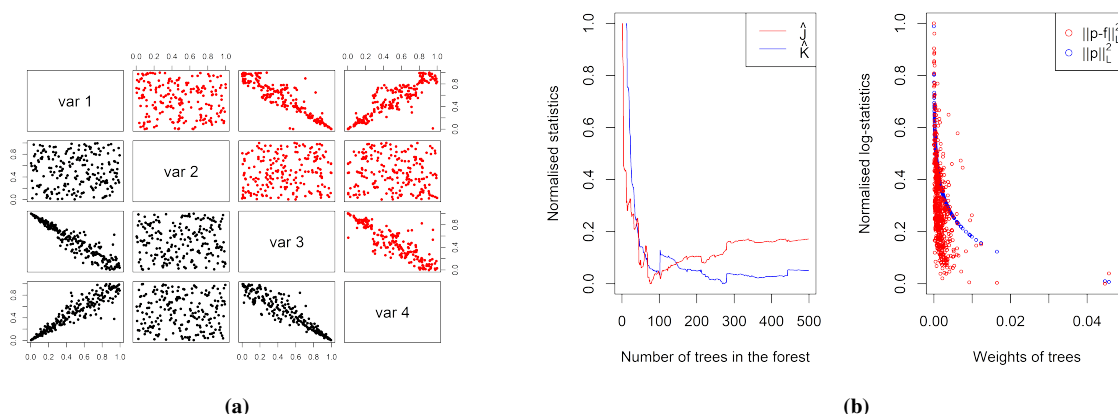 0.0 0.2 0.4 0.6 0.8 1.0
0.0 0.2 0.4 0.6 0.8 1.0
var 1
0.0 0.4 0.8
0.0 0.4 0.8
var 2
var 3
0.0 0.4 0.8
0.0 0.4 0.8
var 4
0.0 0.2 0.4 0.6 0.8 1.0
0.0 0.2 0.4 0.6 0.8 1.0
(a)
Normalised statistics
0.0 0.2 0.4 0.6 0.8 1.0
Ĵ
K̂
0 100 200 300 400 500
Number of trees in the forest
Normalised log-statistics
0.0 0.2 0.4 0.6 0.8 1.0
||p-f||²_L
||p||²_L
0.00 0.02 0.04
Weights of trees
(b)